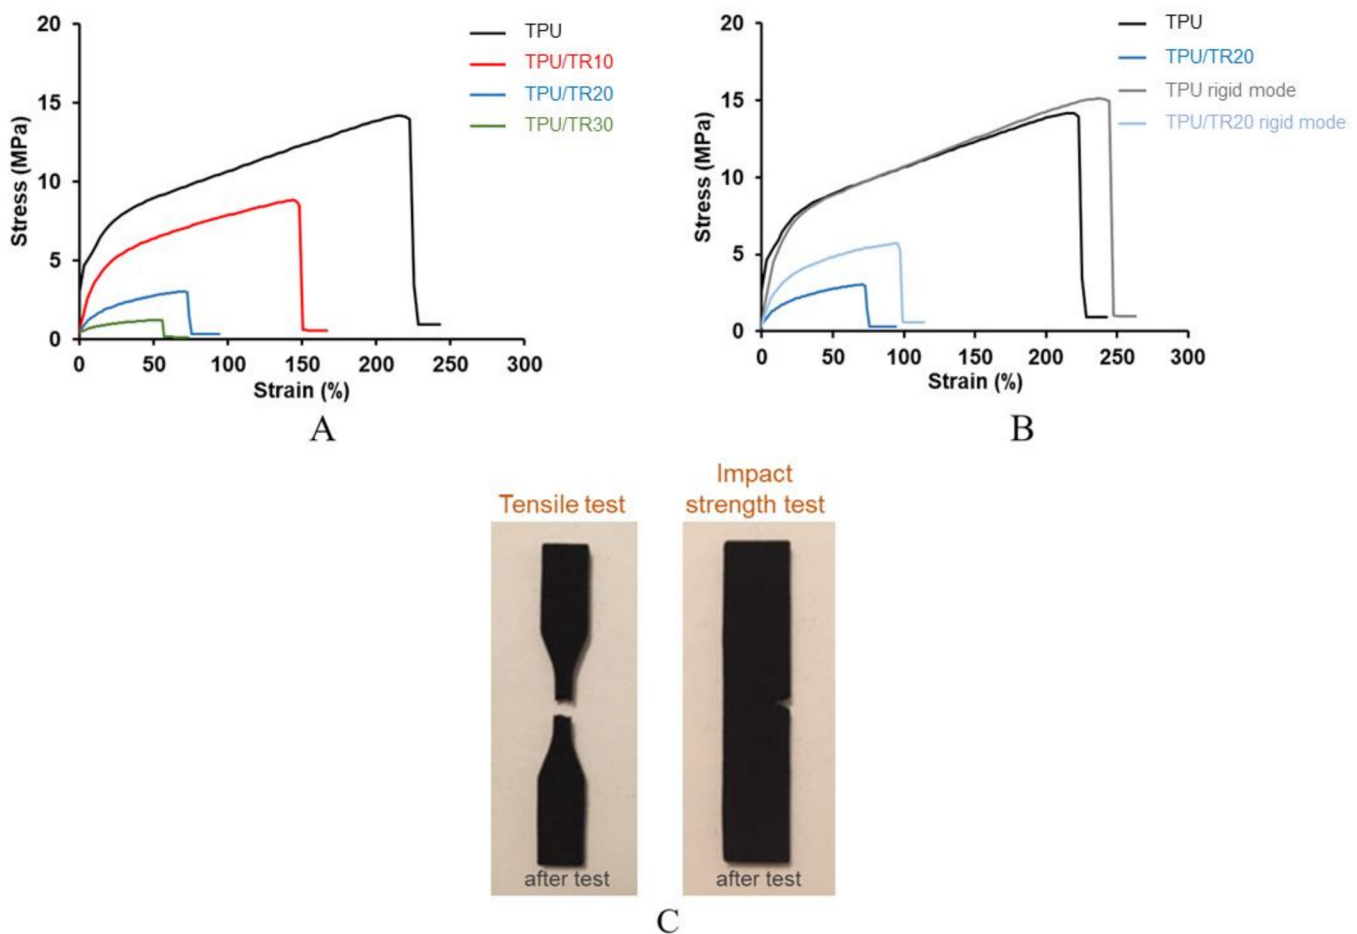 20
15
10
5
0
Stress (MPa)
0 50 100 150 200 250 300
Strain (%)
TPU
TPU/TR10
TPU/TR20
TPU/TR30
A
20
15
10
5
0
Stress (MPa)
0 50 100 150 200 250 300
Strain (%)
TPU
TPU/TR20
TPU rigid mode
TPU/TR20 rigid mode
B
Tensile test
after test
Impact
strength test
after test
C